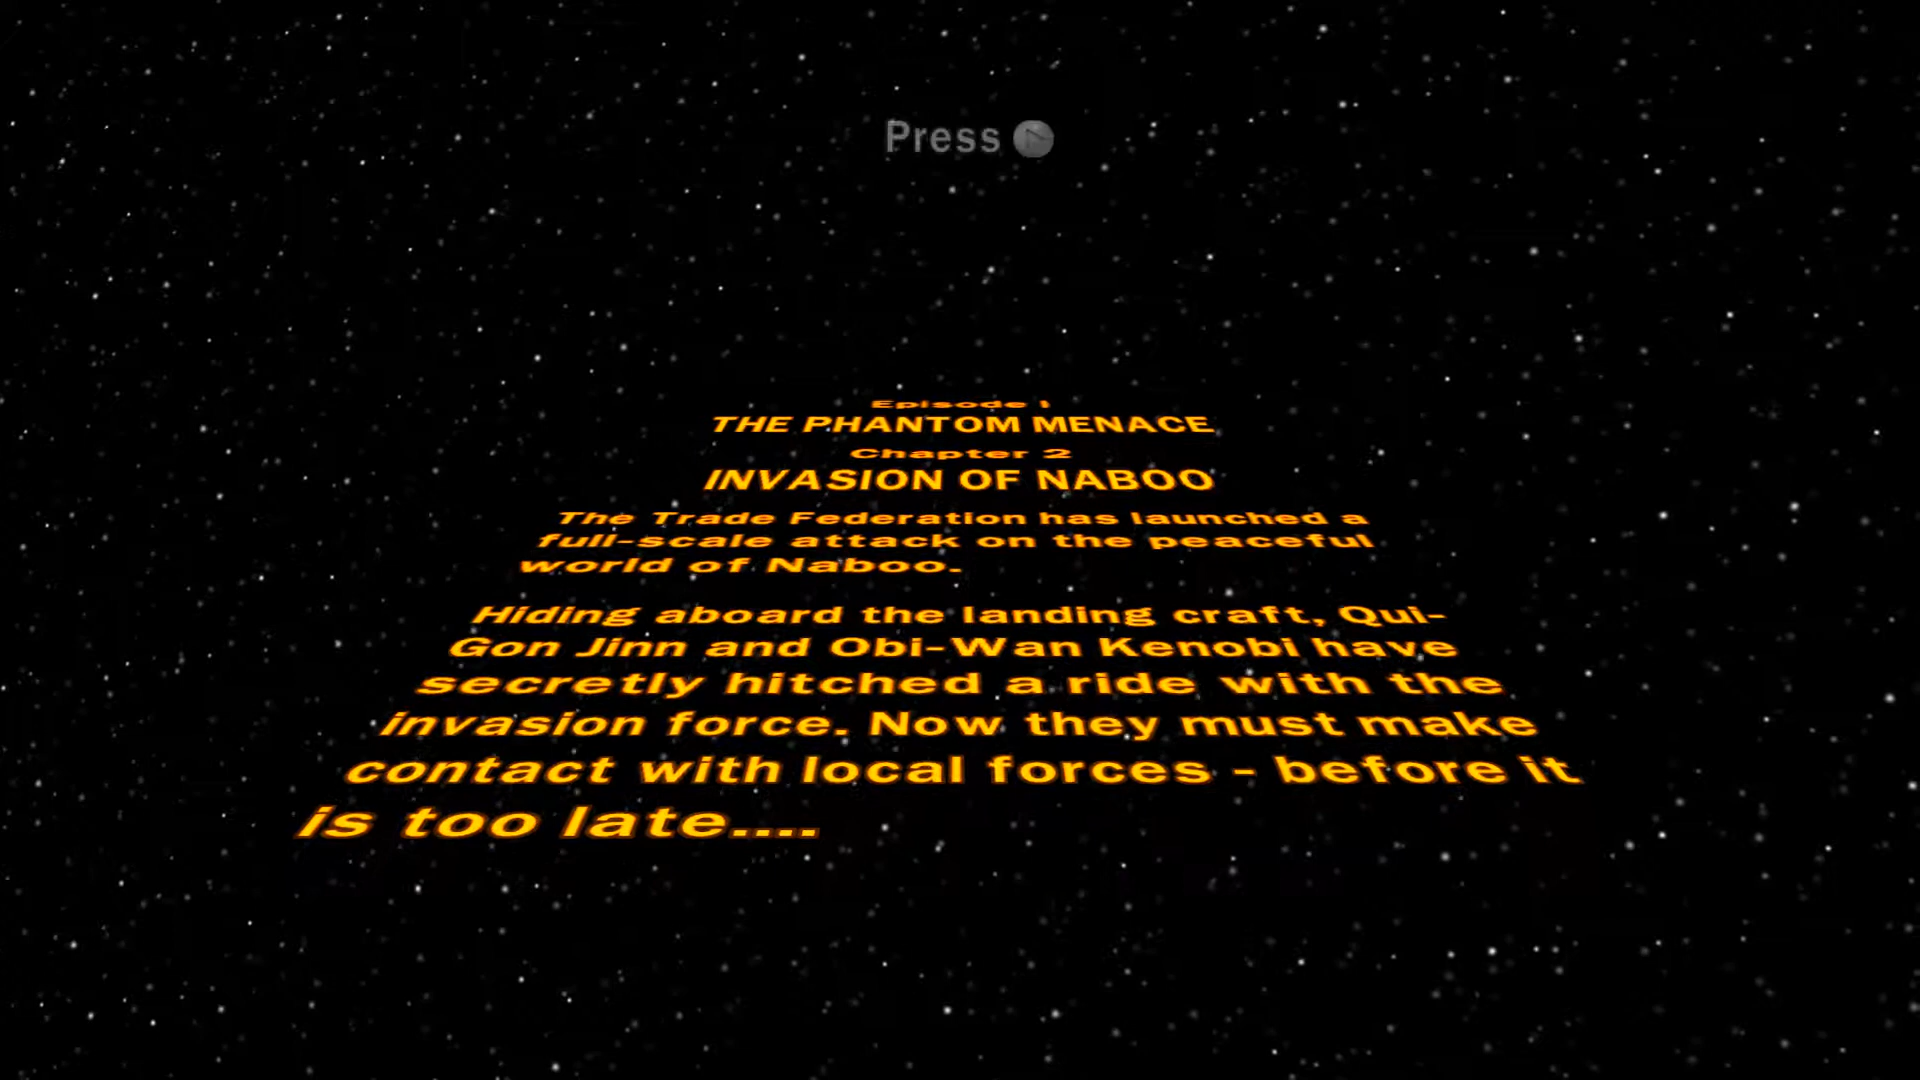 Press
Episode I
THE PHANTOM MENACE
Chapter 2
INVASION OF NABOO
The Trade Federation has launched a
full-scale attack on the peaceful
world of Naboo.
Hiding aboard the landing craft, Qui-
Gon Jinn and Obi-Wan Kenobi have
secretly hitched a ride with the
invasion force. Now they must make
contact with local forces - before it
is too late....